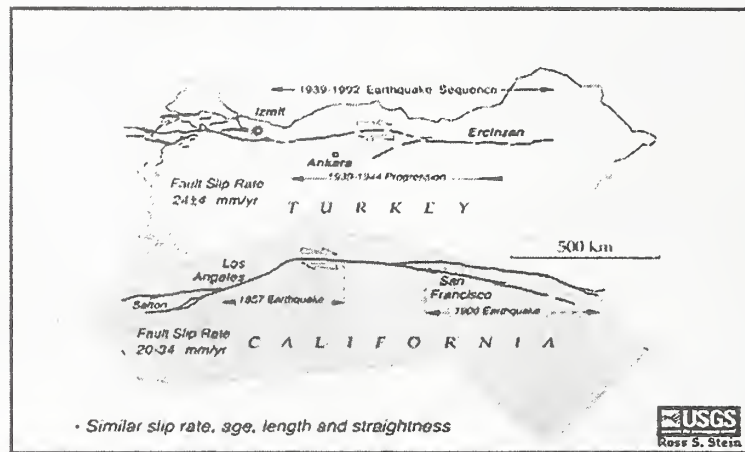 1939-1992 Earthquake Sequence
Izmit
Ercinzan
Ankara
1939-1944 Progression
Fault Slip Rate
24±4 mm/yr
T U R K E Y
500 km
Los
Angeles
San
Francisco
Salton
1857 Earthquake
1906 Earthquake
Fault Slip Rate
20-34 mm/yr
C A L I F O R N I A
• Similar slip rate, age, length and straightness
USGS
Ross S. Stein